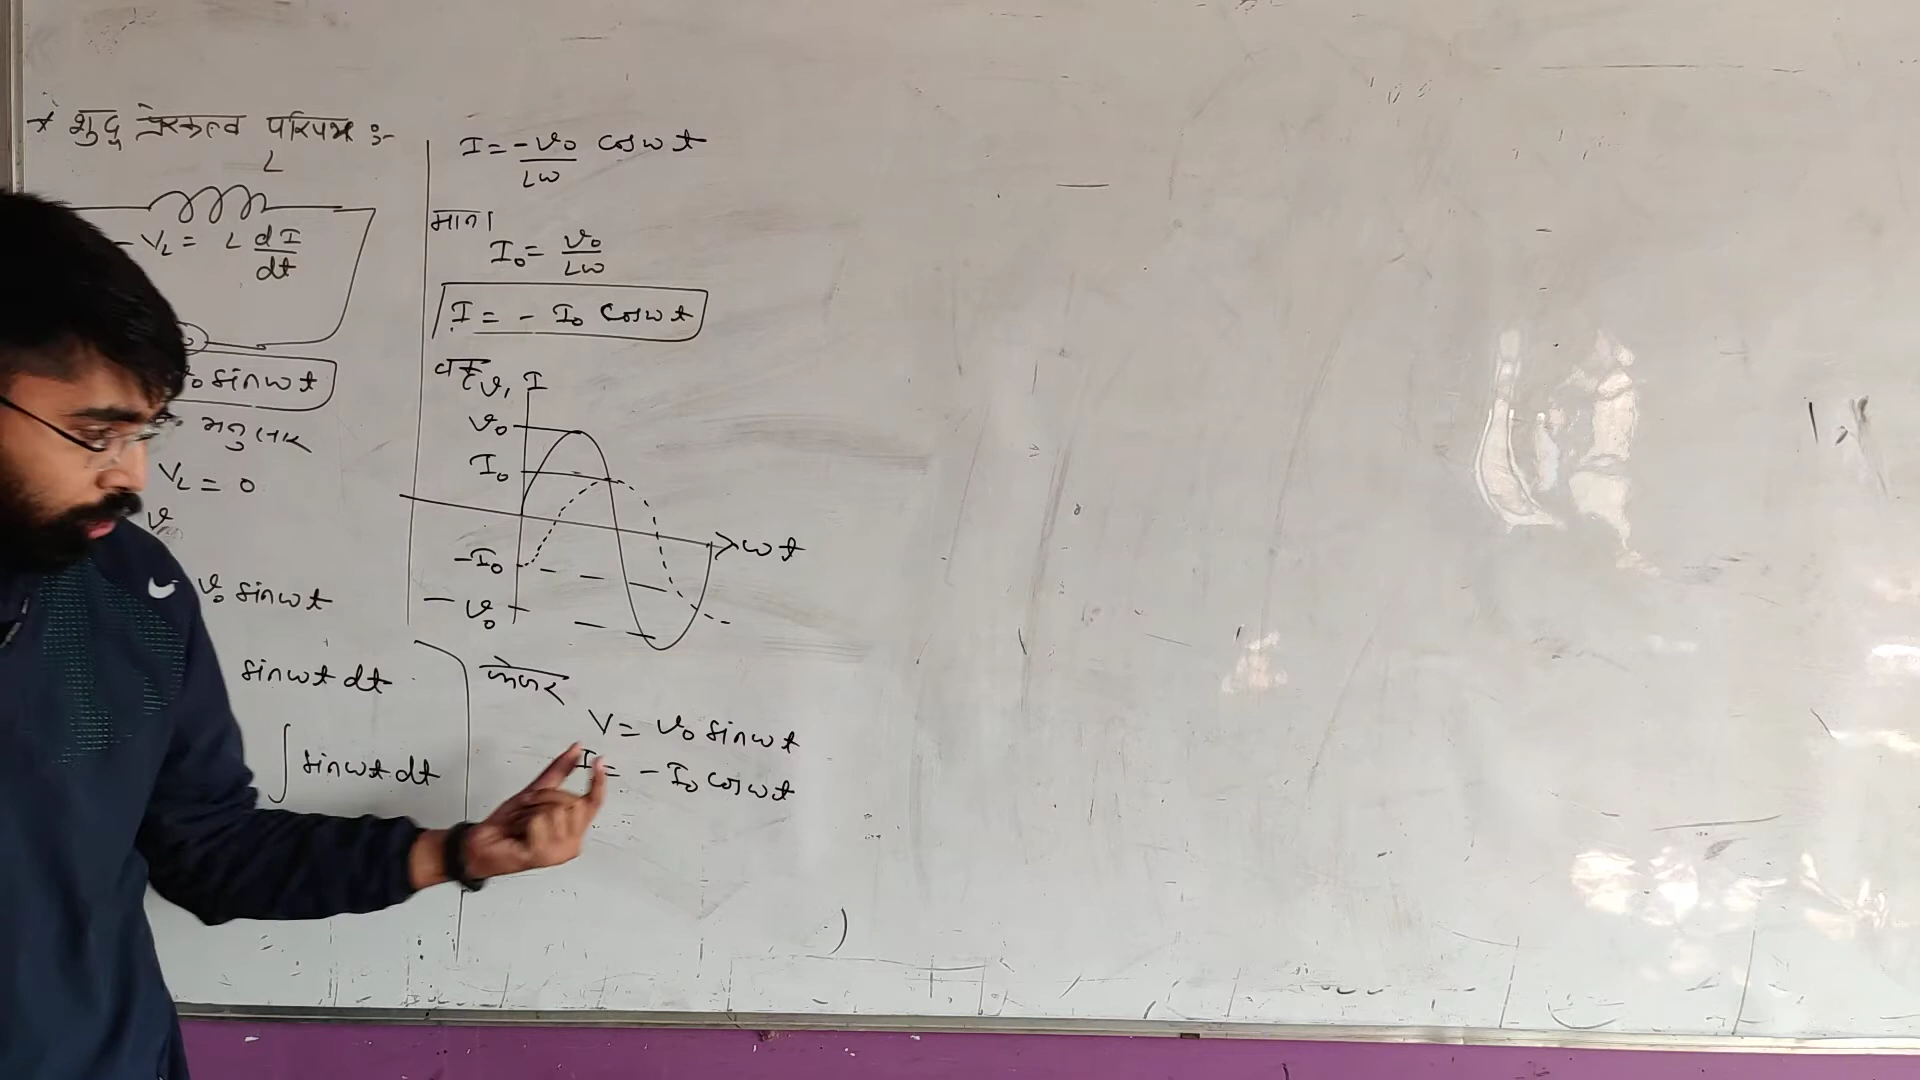 * शुद्ध प्रेरकत्व परिपथ :-
L
- V_L = L dI/dt
v₀ sinωt
V_L = 0
v
v₀ sinωt
sinωt dt
∫ sinωt dt
I = -v₀/Lω cosωt
माना
I₀ = v₀/Lω
I = - I₀ cosωt
v, I
v₀
I₀
-I₀
- v₀
ωt
फेजर
V = v₀ sinωt
I = - I₀ cosωt